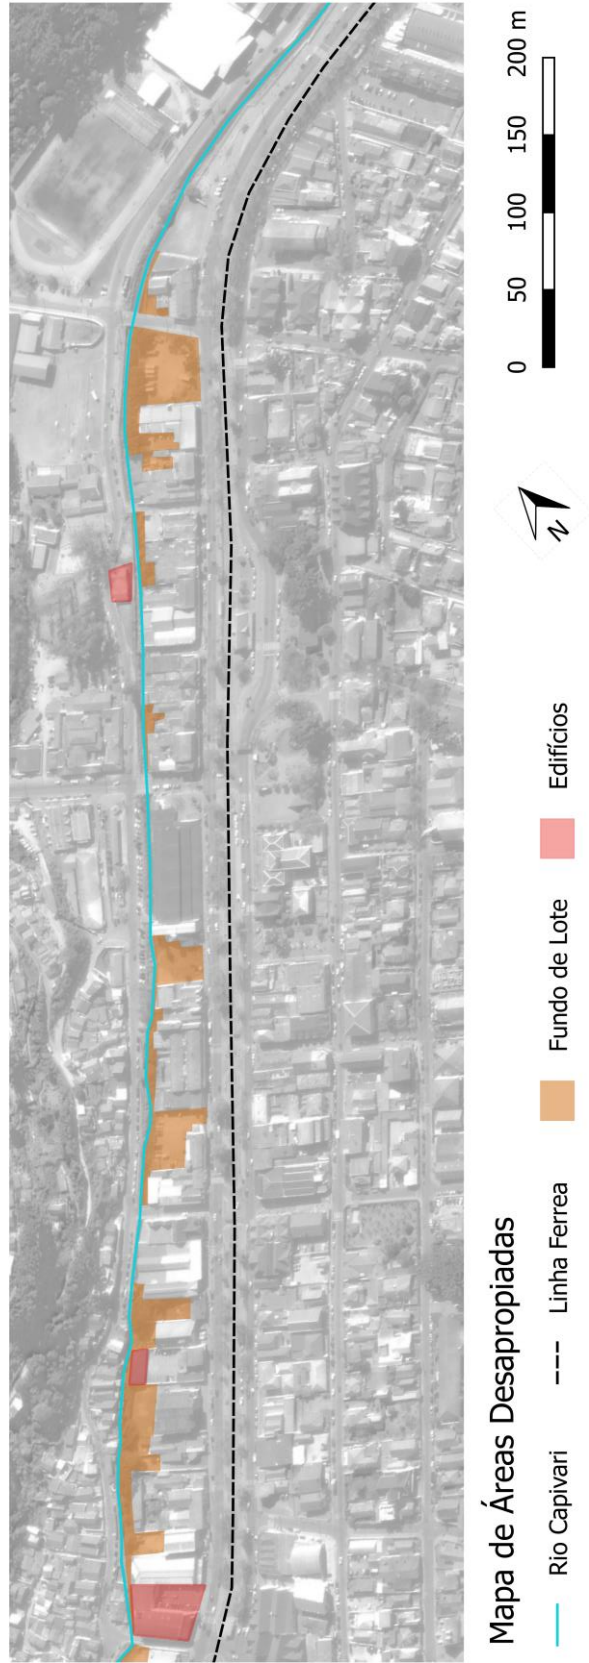 Mapa de Áreas Desapropiadas
Rio Capivari
Linha Ferrea
Fundo de Lote
Edifícios
N
0 50 100 150 200 m